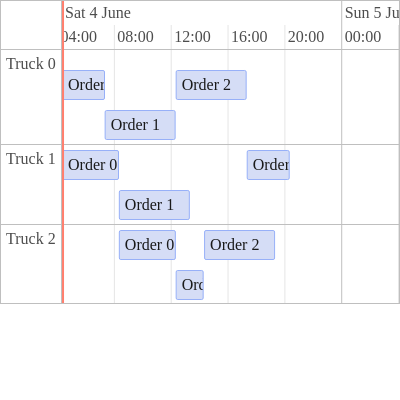 Sat 4 June Sun 5 Ju
04:00 08:00 12:00 16:00 20:00 00:00
Truck 0
Order Order 2
Order 1
Truck 1
Order 0 Order
Order 1
Truck 2
Order 0 Order 2
Orc